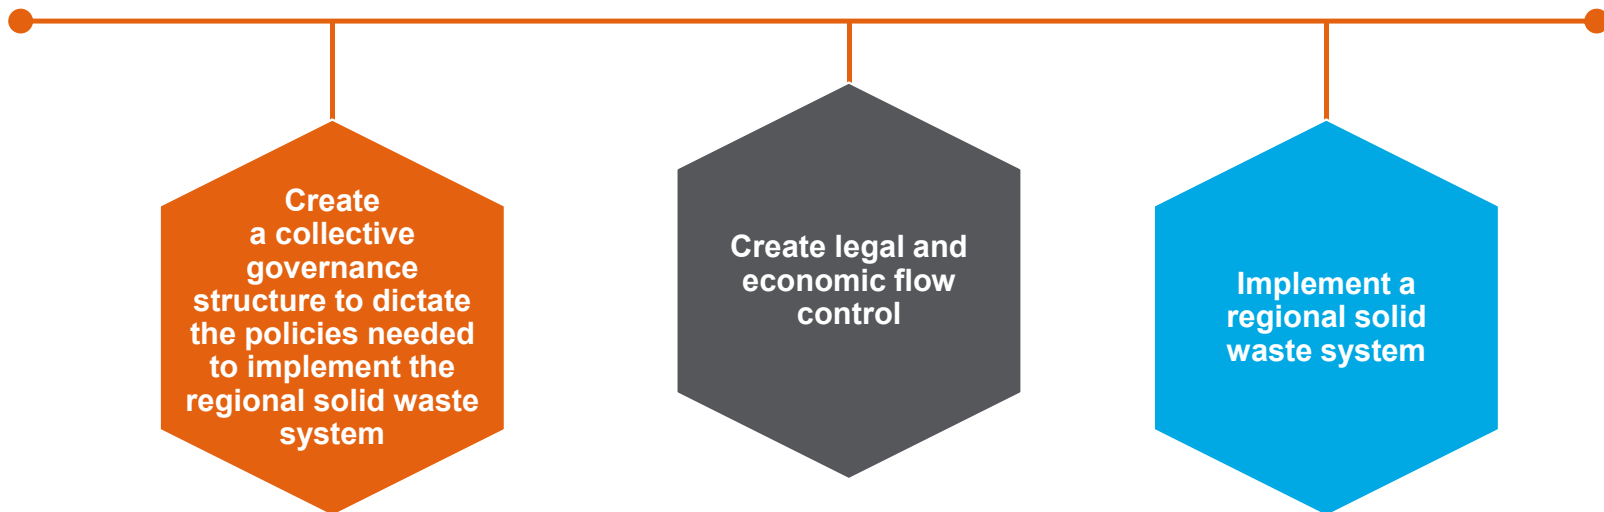 Create
a collective
governance
structure to dictate
the policies needed
to implement the
regional solid waste
system
Create legal and
economic flow
control
Implement a
regional solid
waste system